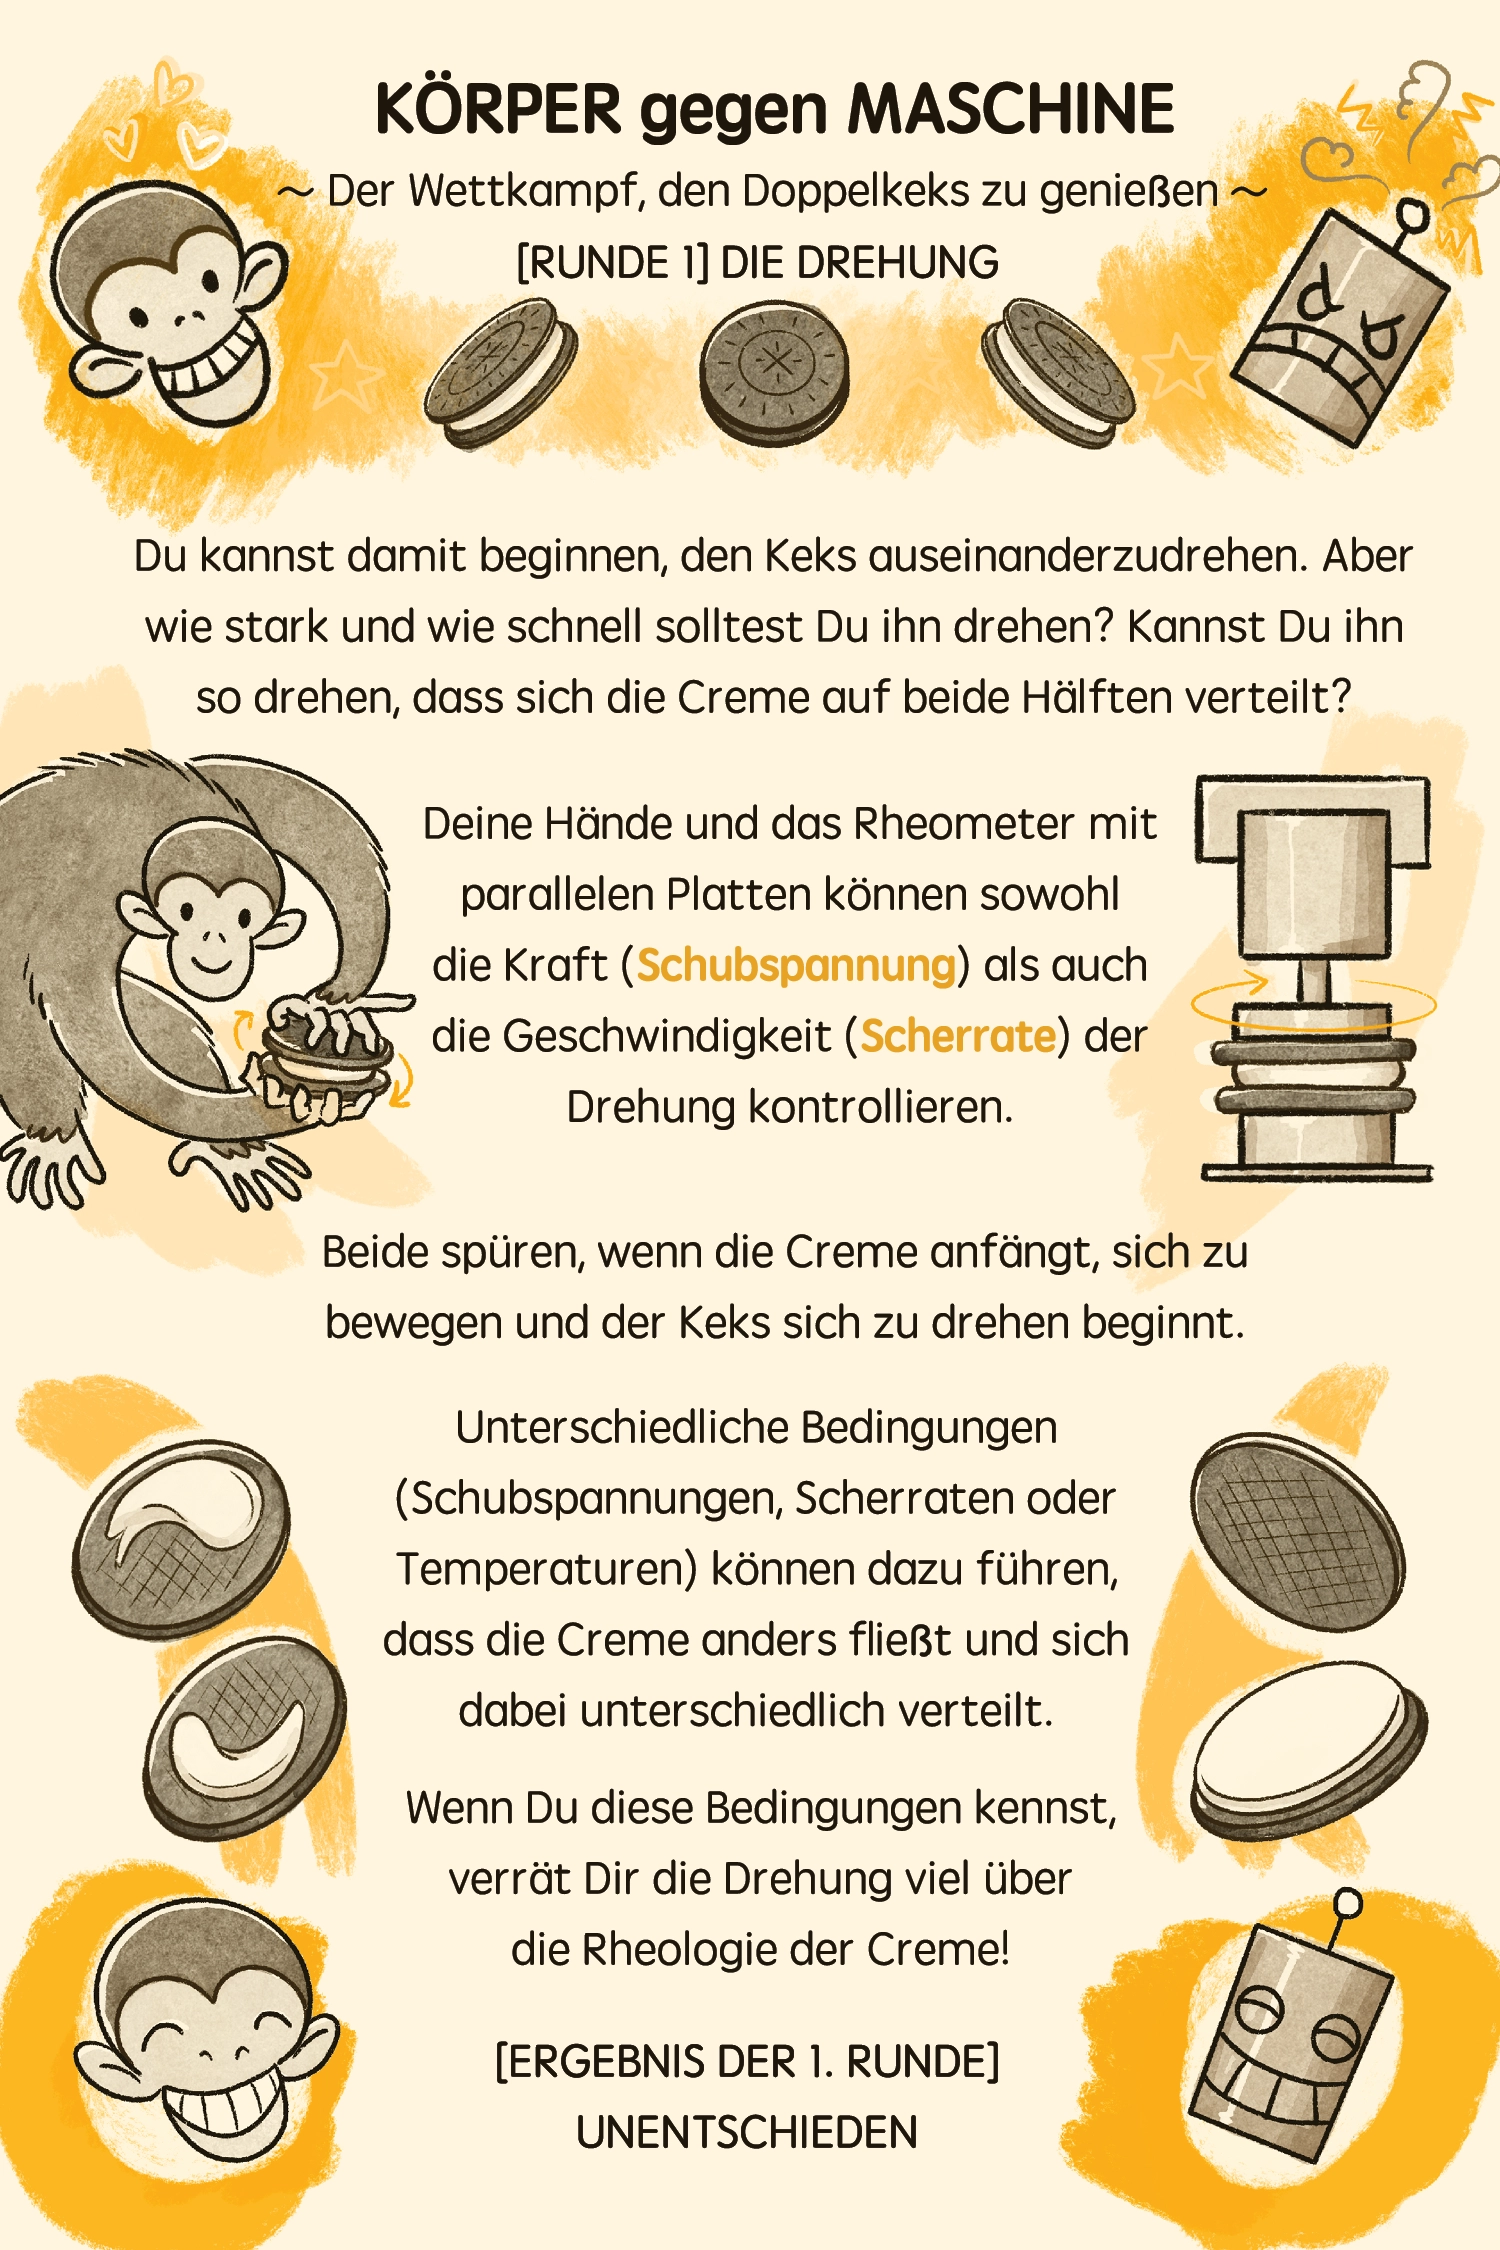 KÖRPER gegen MASCHINE
~ Der Wettkampf, den Doppelkeks zu genießen ~
[RUNDE 1] DIE DREHUNG
Du kannst damit beginnen, den Keks auseinanderzudrehen. Aber
wie stark und wie schnell solltest Du ihn drehen? Kannst Du ihn
so drehen, dass sich die Creme auf beide Hälften verteilt?
Deine Hände und das Rheometer mit
parallelen Platten können sowohl
die Kraft (Schubspannung) als auch
die Geschwindigkeit (Scherrate) der
Drehung kontrollieren.
Beide spüren, wenn die Creme anfängt, sich zu
bewegen und der Keks sich zu drehen beginnt.
Unterschiedliche Bedingungen
(Schubspannungen, Scherraten oder
Temperaturen) können dazu führen,
dass die Creme anders fließt und sich
dabei unterschiedlich verteilt.
Wenn Du diese Bedingungen kennst,
verrät Dir die Drehung viel über
die Rheologie der Creme!
[ERGEBNIS DER 1. RUNDE]
UNENTSCHIEDEN